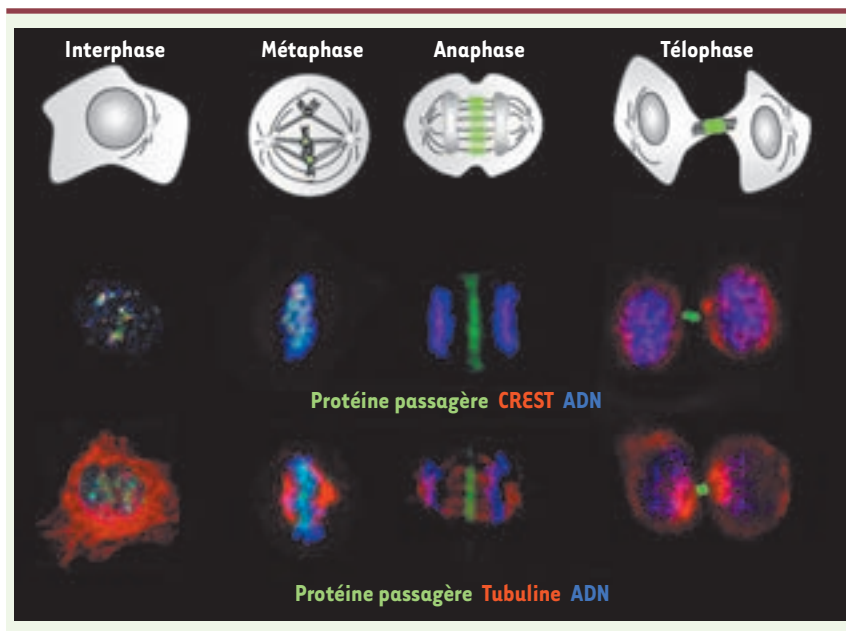 Interphase Métaphase Anaphase Télophase
Protéine passagère CREST ADN
Protéine passagère Tubuline ADN